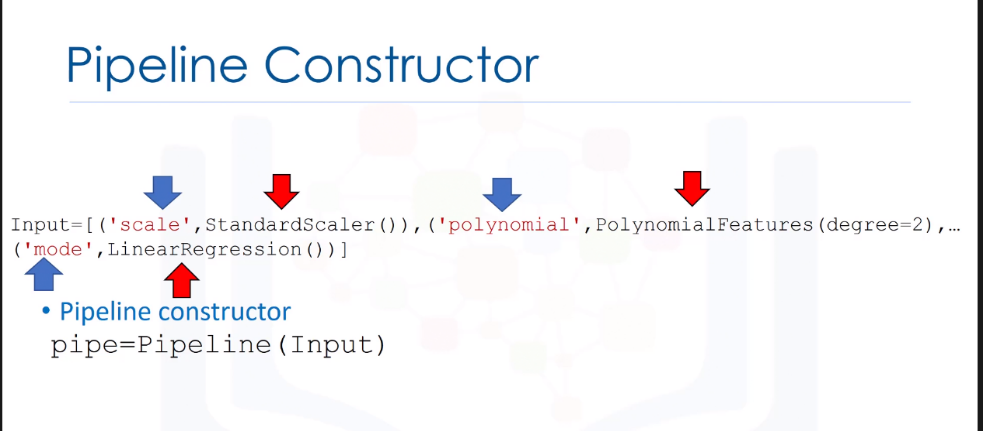 Pipeline Constructor
Input=[('scale',StandardScaler()),('polynomial',PolynomialFeatures(degree=2),…
('mode',LinearRegression())]
• Pipeline constructor
pipe=Pipeline(Input)